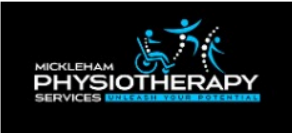 MICKLEHAM
PHYSIOTHERAPY
SERVICES UNLEASH YOUR POTENTIAL